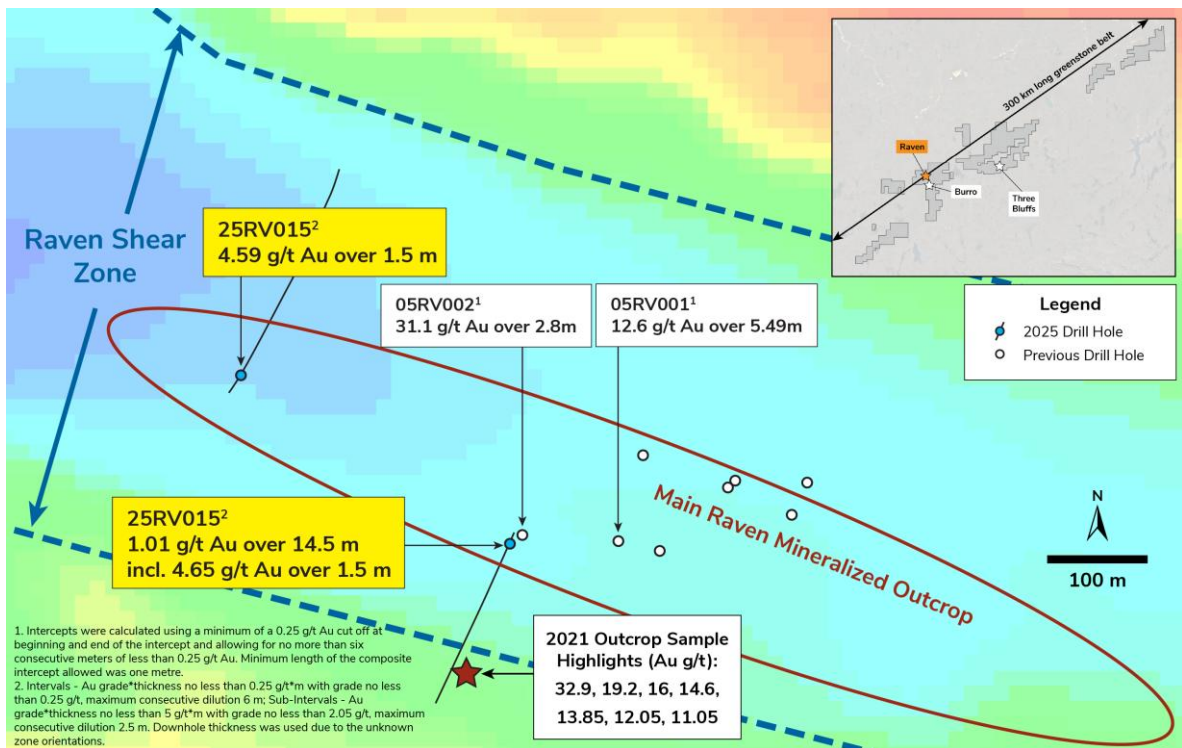 300 km long greenstone belt
Raven
Burro
Three
Bluffs
Raven Shear
Zone
25RV015²
4.59 g/t Au over 1.5 m
05RV002¹
31.1 g/t Au over 2.8m
05RV001¹
12.6 g/t Au over 5.49m
Legend
2025 Drill Hole
Previous Drill Hole
25RV015²
1.01 g/t Au over 14.5 m
incl. 4.65 g/t Au over 1.5 m
Main Raven Mineralized Outcrop
N
100 m
2021 Outcrop Sample
Highlights (Au g/t):
32.9, 19.2, 16, 14.6,
13.85, 12.05, 11.05
1. Intercepts were calculated using a minimum of a 0.25 g/t Au cut off at
beginning and end of the intercept and allowing for no more than six
consecutive meters of less than 0.25 g/t Au. Minimum length of the composite
intercept allowed was one metre.
2. Intervals - Au grade*thickness no less than 0.25 g/t*m with grade no less
than 0.25 g/t, maximum consecutive dilution 6 m; Sub-Intervals - Au
grade*thickness no less than 5 g/t*m with grade no less than 2.05 g/t, maximum
consecutive dilution 2.5 m. Downhole thickness was used due to the unknown
zone orientations.